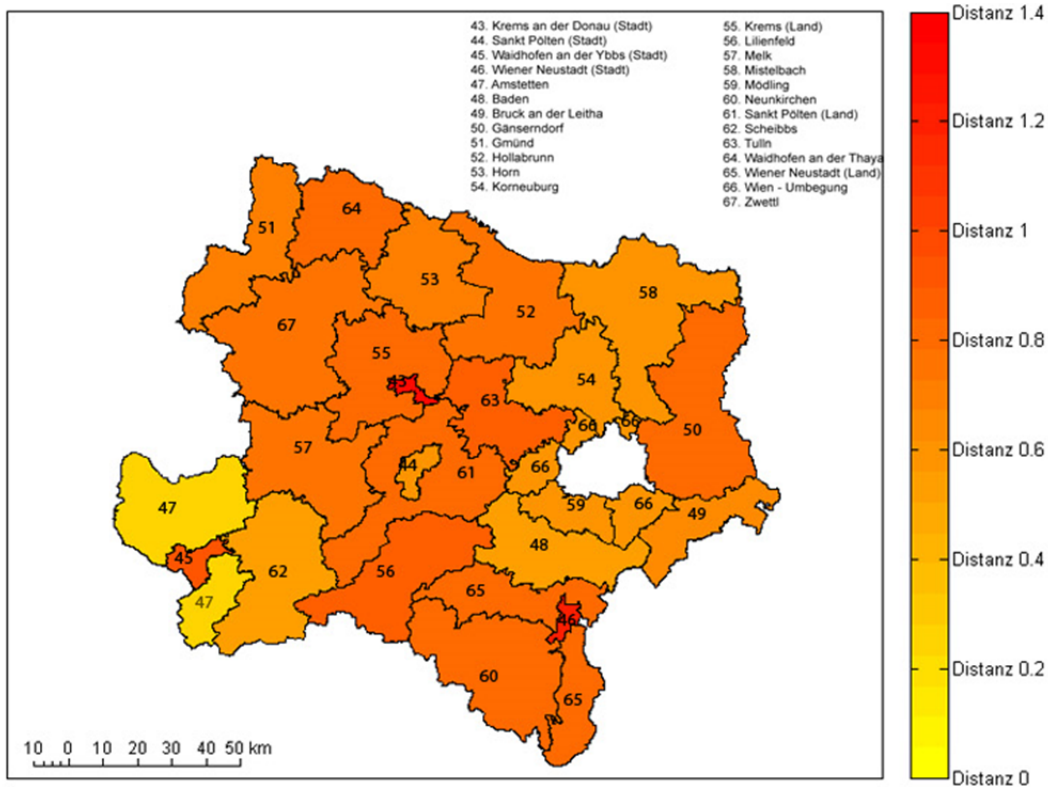 43. Krems an der Donau (Stadt)
44. Sankt Pölten (Stadt)
45. Waidhofen an der Ybbs (Stadt)
46. Wiener Neustadt (Stadt)
47. Amstetten
48. Baden
49. Bruck an der Leitha
50. Gänserndorf
51. Gmünd
52. Hollabrunn
53. Horn
54. Korneuburg
55. Krems (Land)
56. Lilienfeld
57. Melk
58. Mistelbach
59. Mödling
60. Neunkirchen
61. Sankt Pölten (Land)
62. Scheibbs
63. Tulln
64. Waidhofen an der Thaya
65. Wiener Neustadt (Land)
66. Wien - Umbegung
67. Zwettl
64
51
53
58
52
67
55
43
54
63
66
66
50
57
44
61
66
47
59
66
49
48
45
62
56
65
47
46
60
65
10 0 10 20 30 40 50 km
Distanz 1.4
Distanz 1.2
Distanz 1
Distanz 0.8
Distanz 0.6
Distanz 0.4
Distanz 0.2
Distanz 0